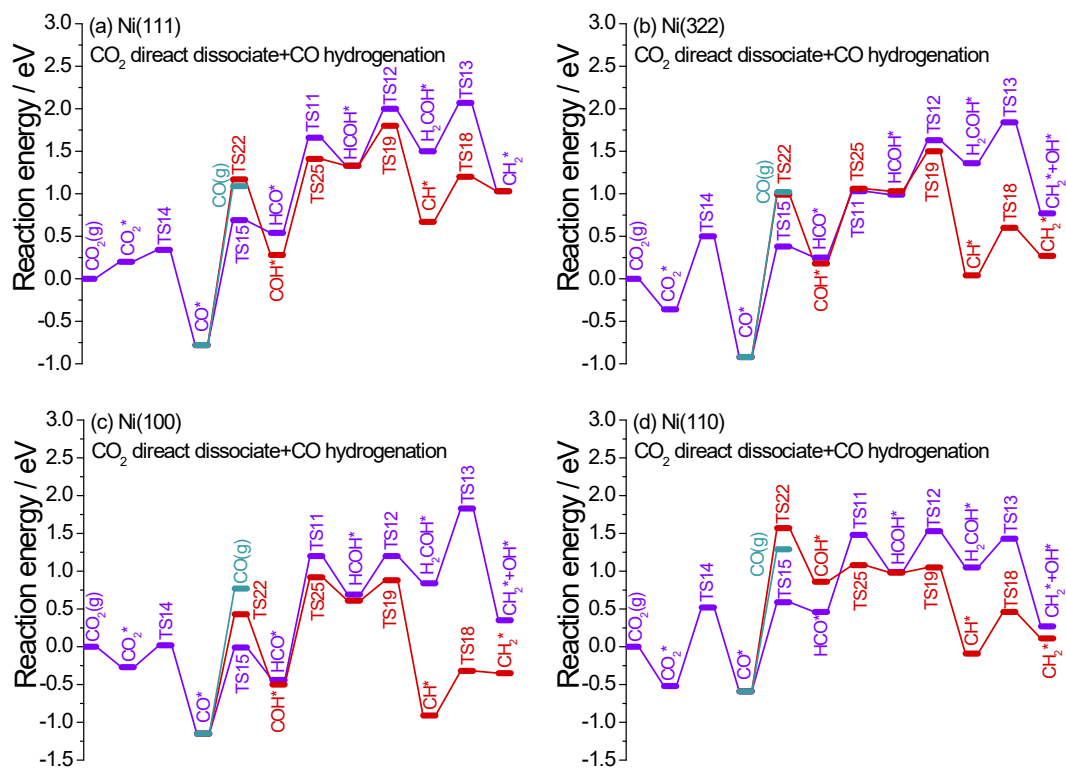 (a) Ni(111)
CO2 direact dissociate+CO hydrogenation
Reaction energy / eV
3.0
2.5
2.0
1.5
1.0
0.5
0.0
-0.5
-1.0
CO2(g)
CO2*
TS14
CO*
CO(g)
TS22
TS15
COH*
HCO*
TS11
TS25
HCOH*
TS12
TS19
H2COH*
CH*
TS13
TS18
CH2*
(b) Ni(322)
CO2 direact dissociate+CO hydrogenation
Reaction energy / eV
3.0
2.5
2.0
1.5
1.0
0.5
0.0
-0.5
-1.0
CO2(g)
CO2*
TS14
CO*
CO(g)
TS22
TS15
HCO*
COH*
TS25
TS11
HCOH*
TS12
TS19
H2COH*
CH*
TS13
TS18
CH2*+OH*
CH2*
(c) Ni(100)
CO2 direact dissociate+CO hydrogenation
Reaction energy / eV
3.0
2.5
2.0
1.5
1.0
0.5
0.0
-0.5
-1.0
-1.5
CO2(g)
CO2*
TS14
CO*
CO(g)
TS22
TS15
HCO*
COH*
TS11
TS25
HCOH*
TS12
TS19
H2COH*
CH*
TS13
TS18
CH2*+OH*
CH2*
(d) Ni(110)
CO2 direact dissociate+CO hydrogenation
Reaction energy / eV
3.0
2.5
2.0
1.5
1.0
0.5
0.0
-0.5
-1.0
-1.5
CO2(g)
CO2*
TS14
CO*
CO(g)
TS22
TS15
COH*
HCO*
TS11
TS25
HCOH*
TS12
TS19
H2COH*
CH*
TS13
TS18
CH2*+OH*
CH2*